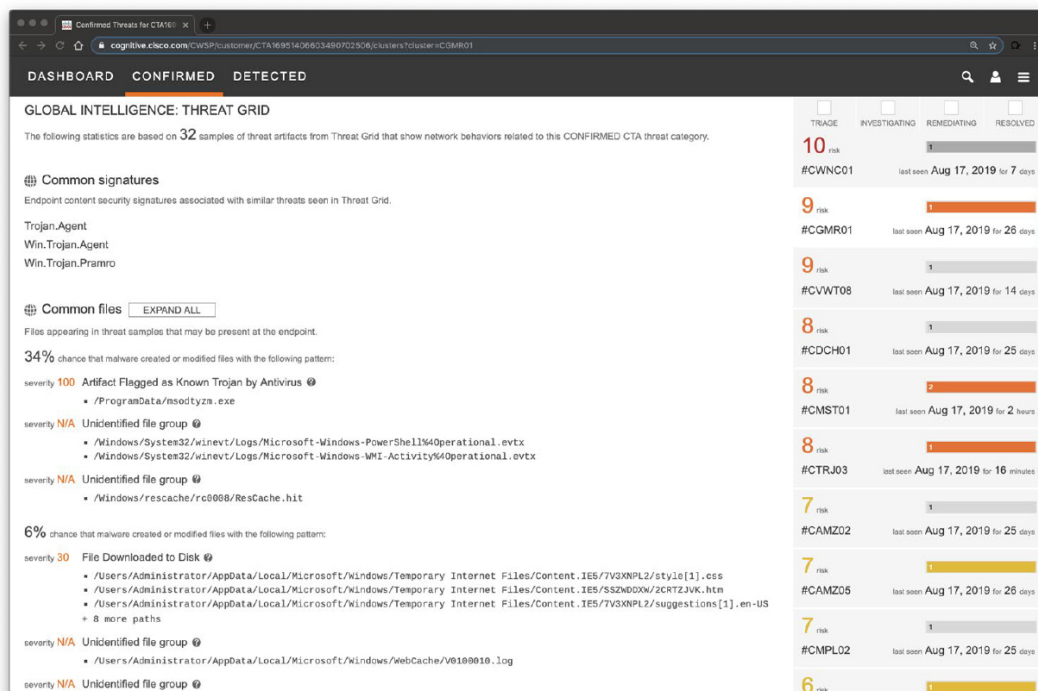 Confirmed Threats for CTA169
cognitive.cisco.com/CWSP/customer/CTA1695140660349070250​6/clusters?cluster=CGMR01
DASHBOARD CONFIRMED DETECTED
GLOBAL INTELLIGENCE: THREAT GRID
The following statistics are based on 32 samples of threat artifacts from Threat Grid that show network behaviors related to this CONFIRMED CTA threat category.
Common signatures
Endpoint content security signatures associated with similar threats seen in Threat Grid.
Trojan.Agent
Win.Trojan.Agent
Win.Trojan.Pramro
Common files EXPAND ALL
Files appearing in threat samples that may be present at the endpoint.
34% chance that malware created or modified files with the following pattern:
severity 100 Artifact Flagged as Known Trojan by Antivirus
▪ /ProgramData/msodtyzm.exe
severity N/A Unidentified file group
▪ /Windows/System32/winevt/Logs/Microsoft-Windows-PowerShell%4Operational.evtx
▪ /Windows/System32/winevt/Logs/Microsoft-Windows-WMI-Activity%4Operational.evtx
severity N/A Unidentified file group
▪ /Windows/rescache/rc0008/ResCache.hit
6% chance that malware created or modified files with the following pattern:
severity 30 File Downloaded to Disk
▪ /Users/Administrator/AppData/Local/Microsoft/Windows/Temporary Internet Files/Content.IE5/7V3XNPL2/style[1].css
▪ /Users/Administrator/AppData/Local/Microsoft/Windows/Temporary Internet Files/Content.IE5/SSZWDDXW/2CRTZJVK.htm
▪ /Users/Administrator/AppData/Local/Microsoft/Windows/Temporary Internet Files/Content.IE5/7V3XNPL2/suggestions[1].en-US
+ 8 more paths
severity N/A Unidentified file group
▪ /Users/Administrator/AppData/Local/Microsoft/Windows/WebCache/V0100010.log
severity N/A Unidentified file group
TRIAGE INVESTIGATING REMEDIATING RESOLVED
10 risk 1
#CWNC01 last seen Aug 17, 2019 for 7 days
9 risk 1
#CGMR01 last seen Aug 17, 2019 for 26 days
9 risk 1
#CVWT08 last seen Aug 17, 2019 for 14 days
8 risk 1
#CDCH01 last seen Aug 17, 2019 for 25 days
8 risk 2
#CMST01 last seen Aug 17, 2019 for 2 hours
8 risk 1
#CTRJ03 last seen Aug 17, 2019 for 16 minutes
7 risk 1
#CAMZ02 last seen Aug 17, 2019 for 25 days
7 risk 1
#CAMZ05 last seen Aug 17, 2019 for 26 days
7 risk 1
#CMPL02 last seen Aug 17, 2019 for 25 days
6 risk 1